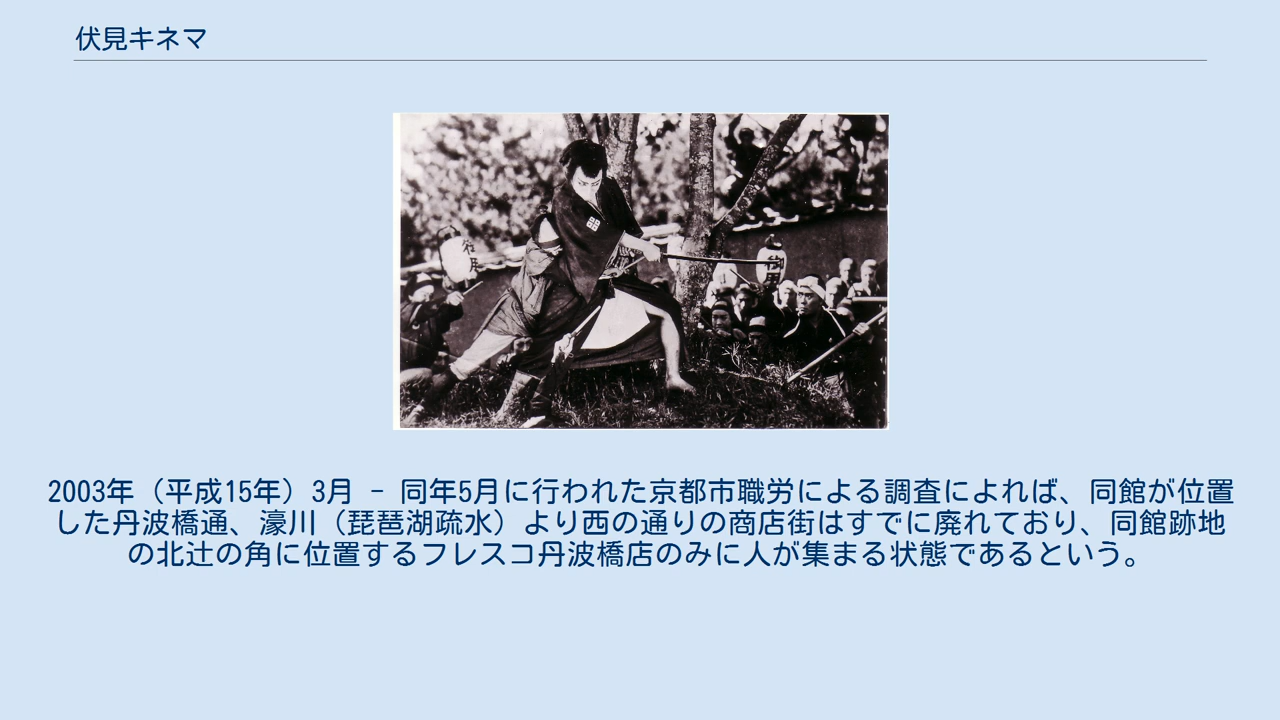 伏見キネマ
2003年（平成15年）3月 - 同年5月に行われた京都市職労による調査によれば、同館が位置
した丹波橋通、濠川（琵琶湖疏水）より西の通りの商店街はすでに廃れており、同館跡地
の北辻の角に位置するフレスコ丹波橋店のみに人が集まる状態であるという。